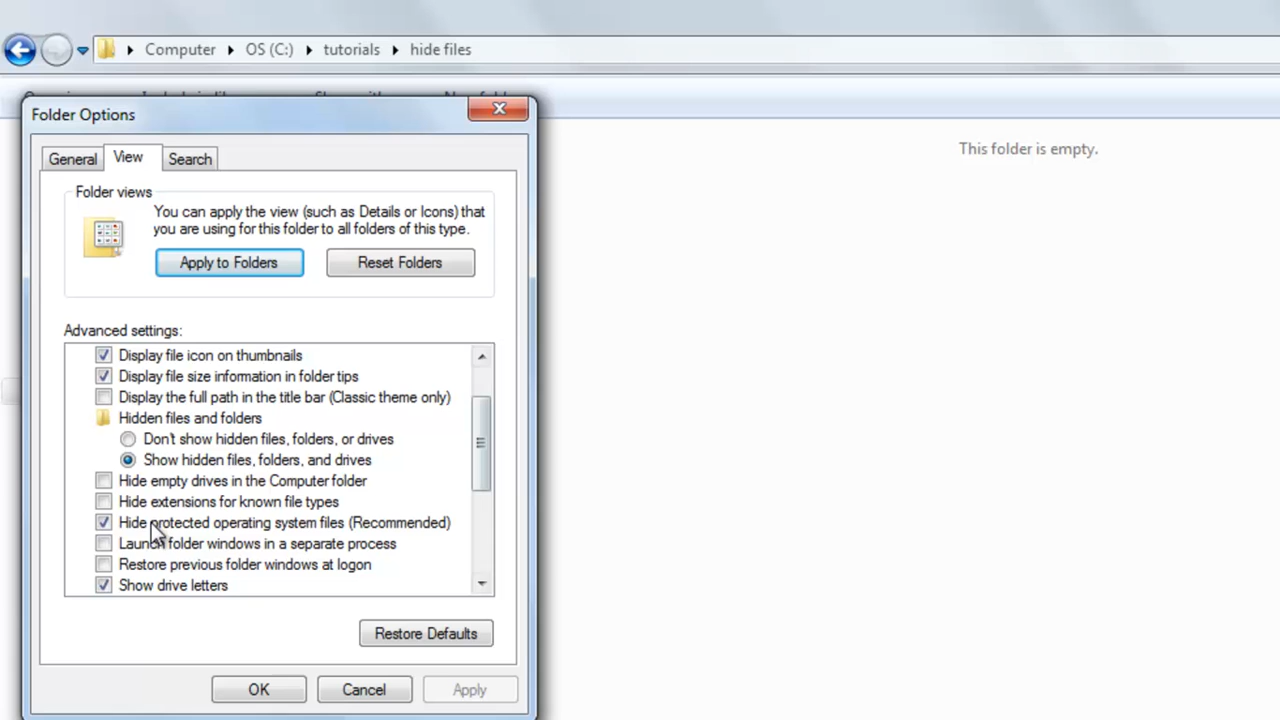 Computer OS (C:) tutorials hide files
Folder Options
This folder is empty.
General View Search
Folder views
You can apply the view (such as Details or Icons) that
you are using for this folder to all folders of this type.
Apply to Folders Reset Folders
Advanced settings:
Display file icon on thumbnails
Display file size information in folder tips
Display the full path in the title bar (Classic theme only)
Hidden files and folders
Don't show hidden files, folders, or drives
Show hidden files, folders, and drives
Hide empty drives in the Computer folder
Hide extensions for known file types
Hide protected operating system files (Recommended)
Launch folder windows in a separate process
Restore previous folder windows at logon
Show drive letters
Restore Defaults
OK Cancel Apply